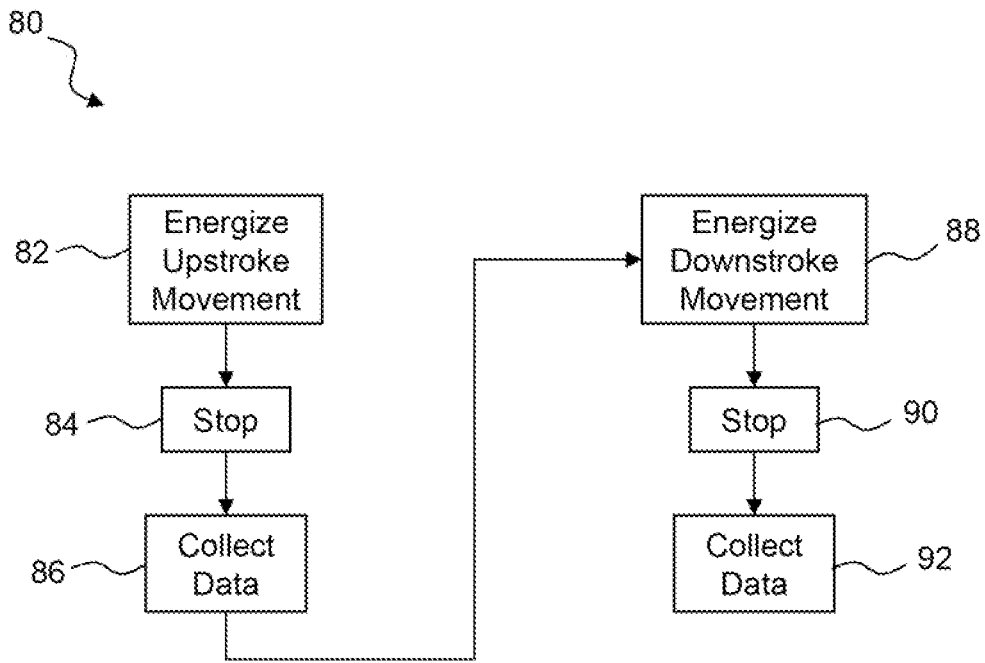 80
82
Energize
Upstroke
Movement
84
Stop
86
Collect
Data
Energize
Downstroke
Movement
88
Stop
90
Collect
Data
92